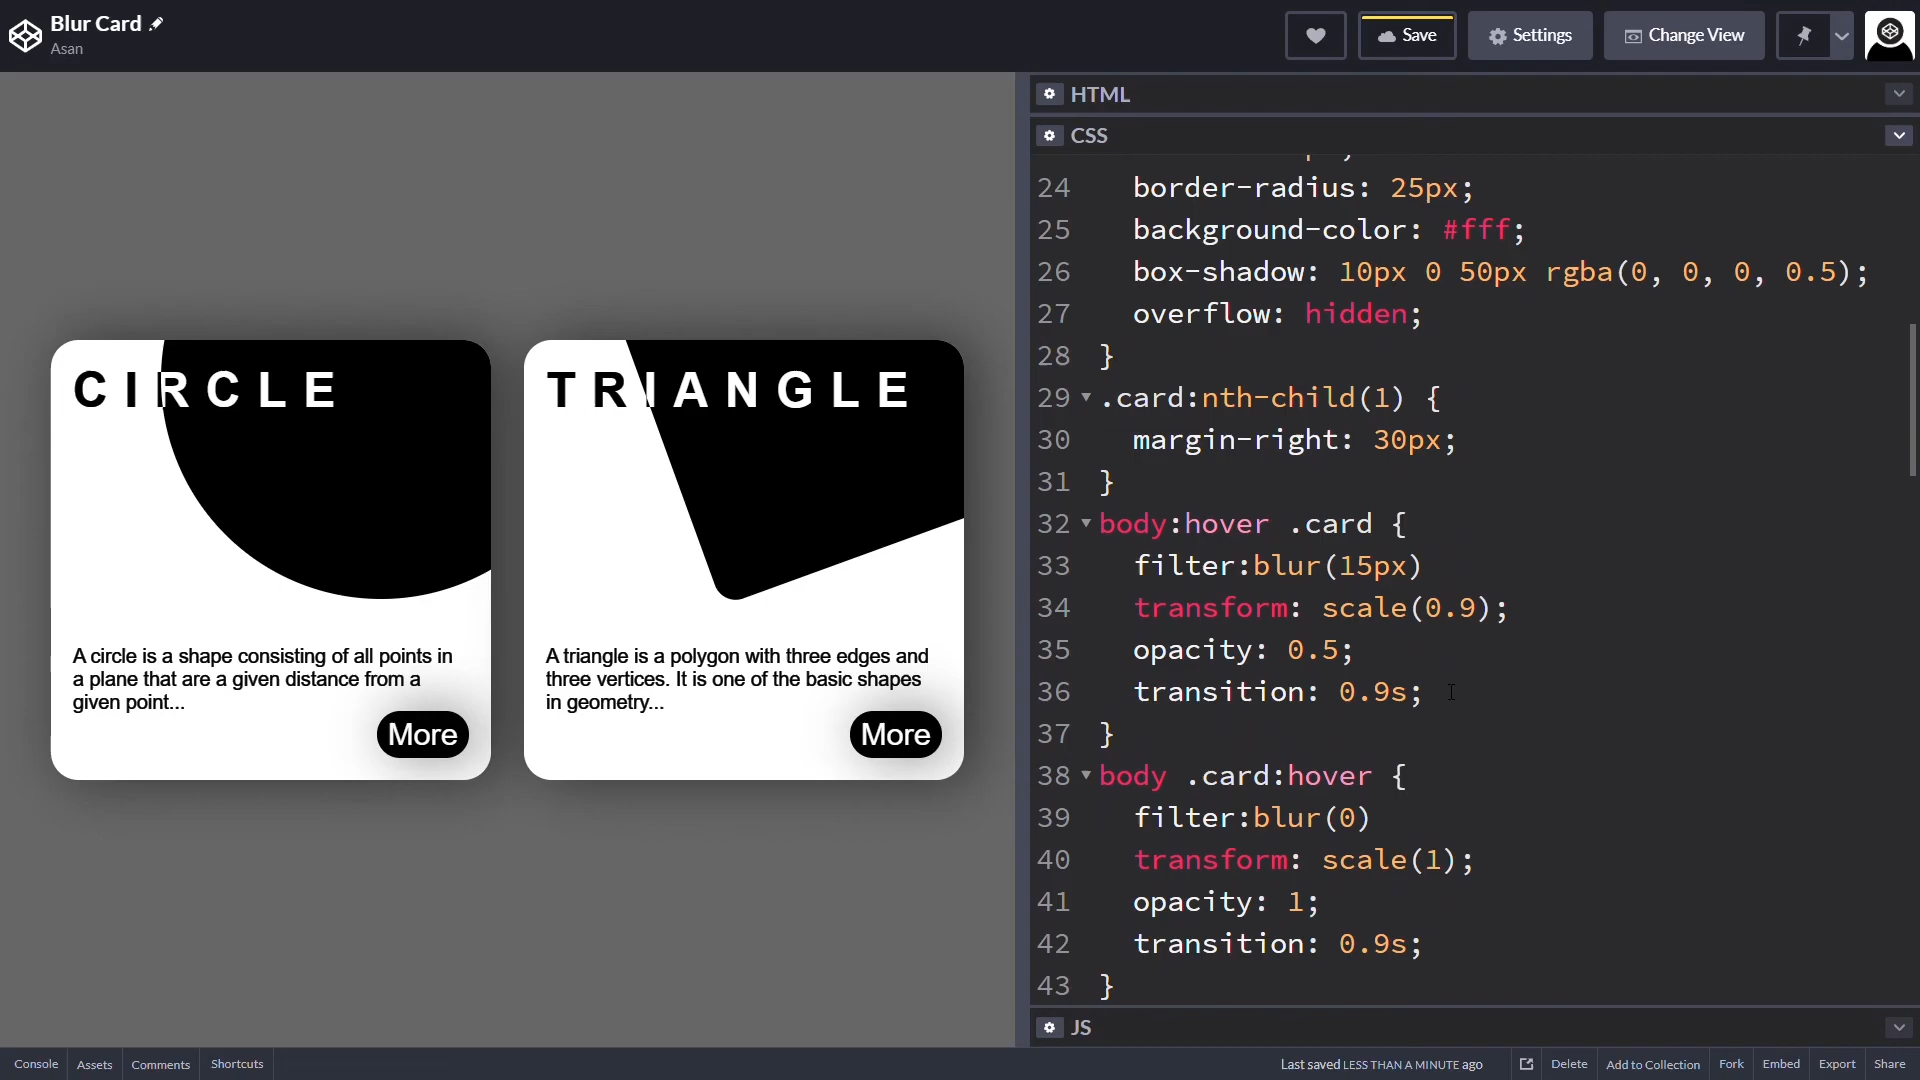 Blur Card
Asan
Save
Settings
Change View
C I R C L E
A circle is a shape consisting of all points in
a plane that are a given distance from a
given point...
More
T R I A N G L E
A triangle is a polygon with three edges and
three vertices. It is one of the basic shapes
in geometry...
More
HTML
CSS
24 border-radius: 25px;
25 background-color: #fff;
26 box-shadow: 10px 0 50px rgba(0, 0, 0, 0.5);
27 overflow: hidden;
28 }
29 .card:nth-child(1) {
30 margin-right: 30px;
31 }
32 body:hover .card {
33 filter:blur(15px)
34 transform: scale(0.9);
35 opacity: 0.5;
36 transition: 0.9s;
37 }
38 body .card:hover {
39 filter:blur(0)
40 transform: scale(1);
41 opacity: 1;
42 transition: 0.9s;
43 }
JS
Console Assets Comments Shortcuts
Last saved LESS THAN A MINUTE ago
Delete Add to Collection Fork Embed Export Share